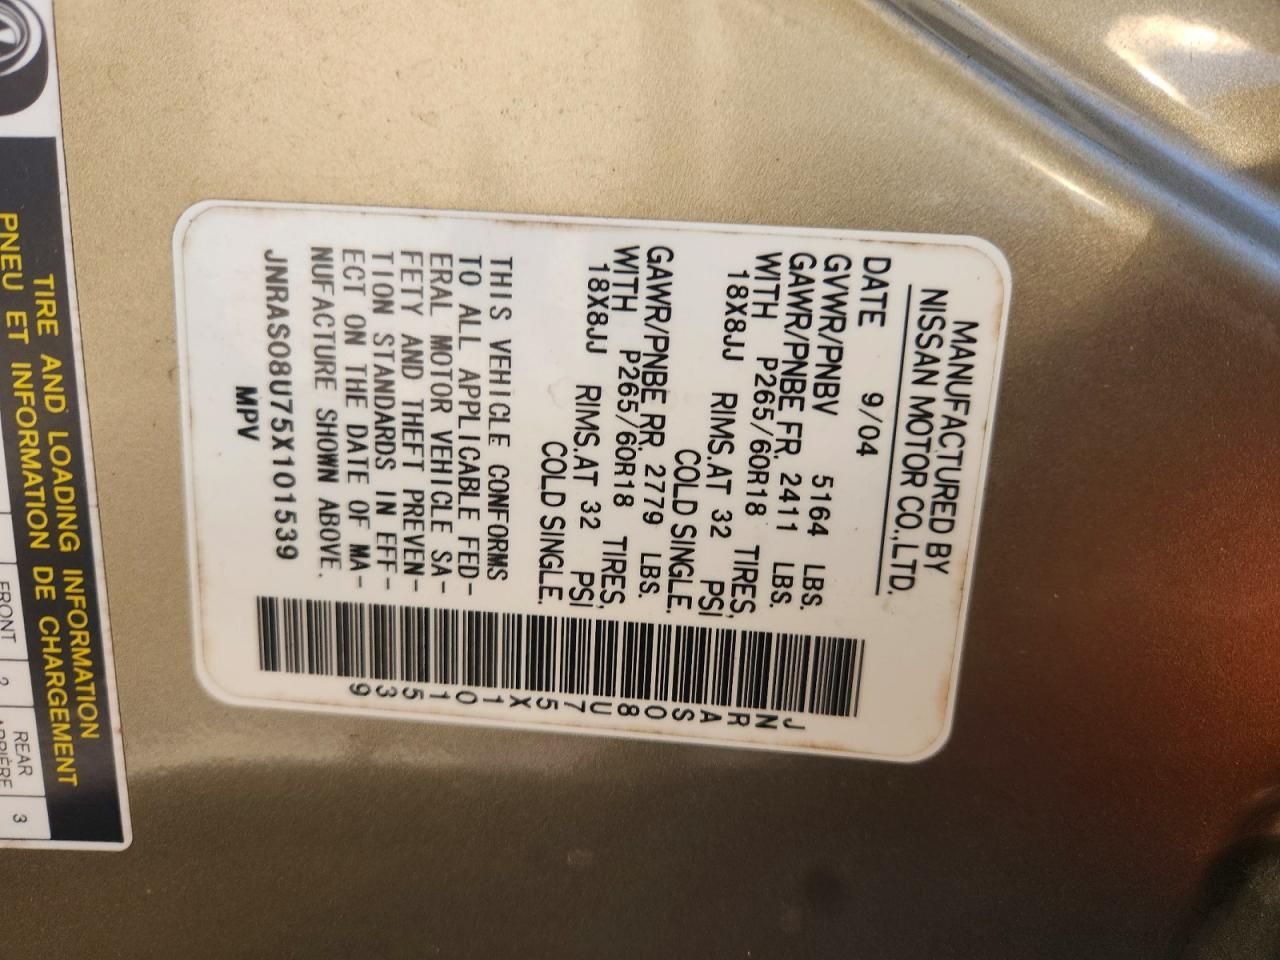 MANUFACTURED BY
NISSAN MOTOR CO.,LTD.
DATE 9/04
GVWR/PNBV 5164 LBS.
GAWR/PNBE FR. 2411 LBS.
WITH P265/60R18 TIRES,
18X8JJ RIMS.AT 32 PSI
COLD SINGLE.
GAWR/PNBE RR. 2779 LBS.
WITH P265/60R18 TIRES,
18X8JJ RIMS.AT 32 PSI
COLD SINGLE.
THIS VEHICLE CONFORMS
TO ALL APPLICABLE FED-
ERAL MOTOR VEHICLE SA-
FETY AND THEFT PREVEN-
TION STANDARDS IN EFF-
ECT ON THE DATE OF MA-
NUFACTURE SHOWN ABOVE.
JNRAS08U75X101539
MPV
JNRAS08U75X101539
TIRE AND LOADING INFORMATION
PNEU ET INFORMATION DE CHARGEMENT
FRONT 2 REAR 3
ARRIÈRE